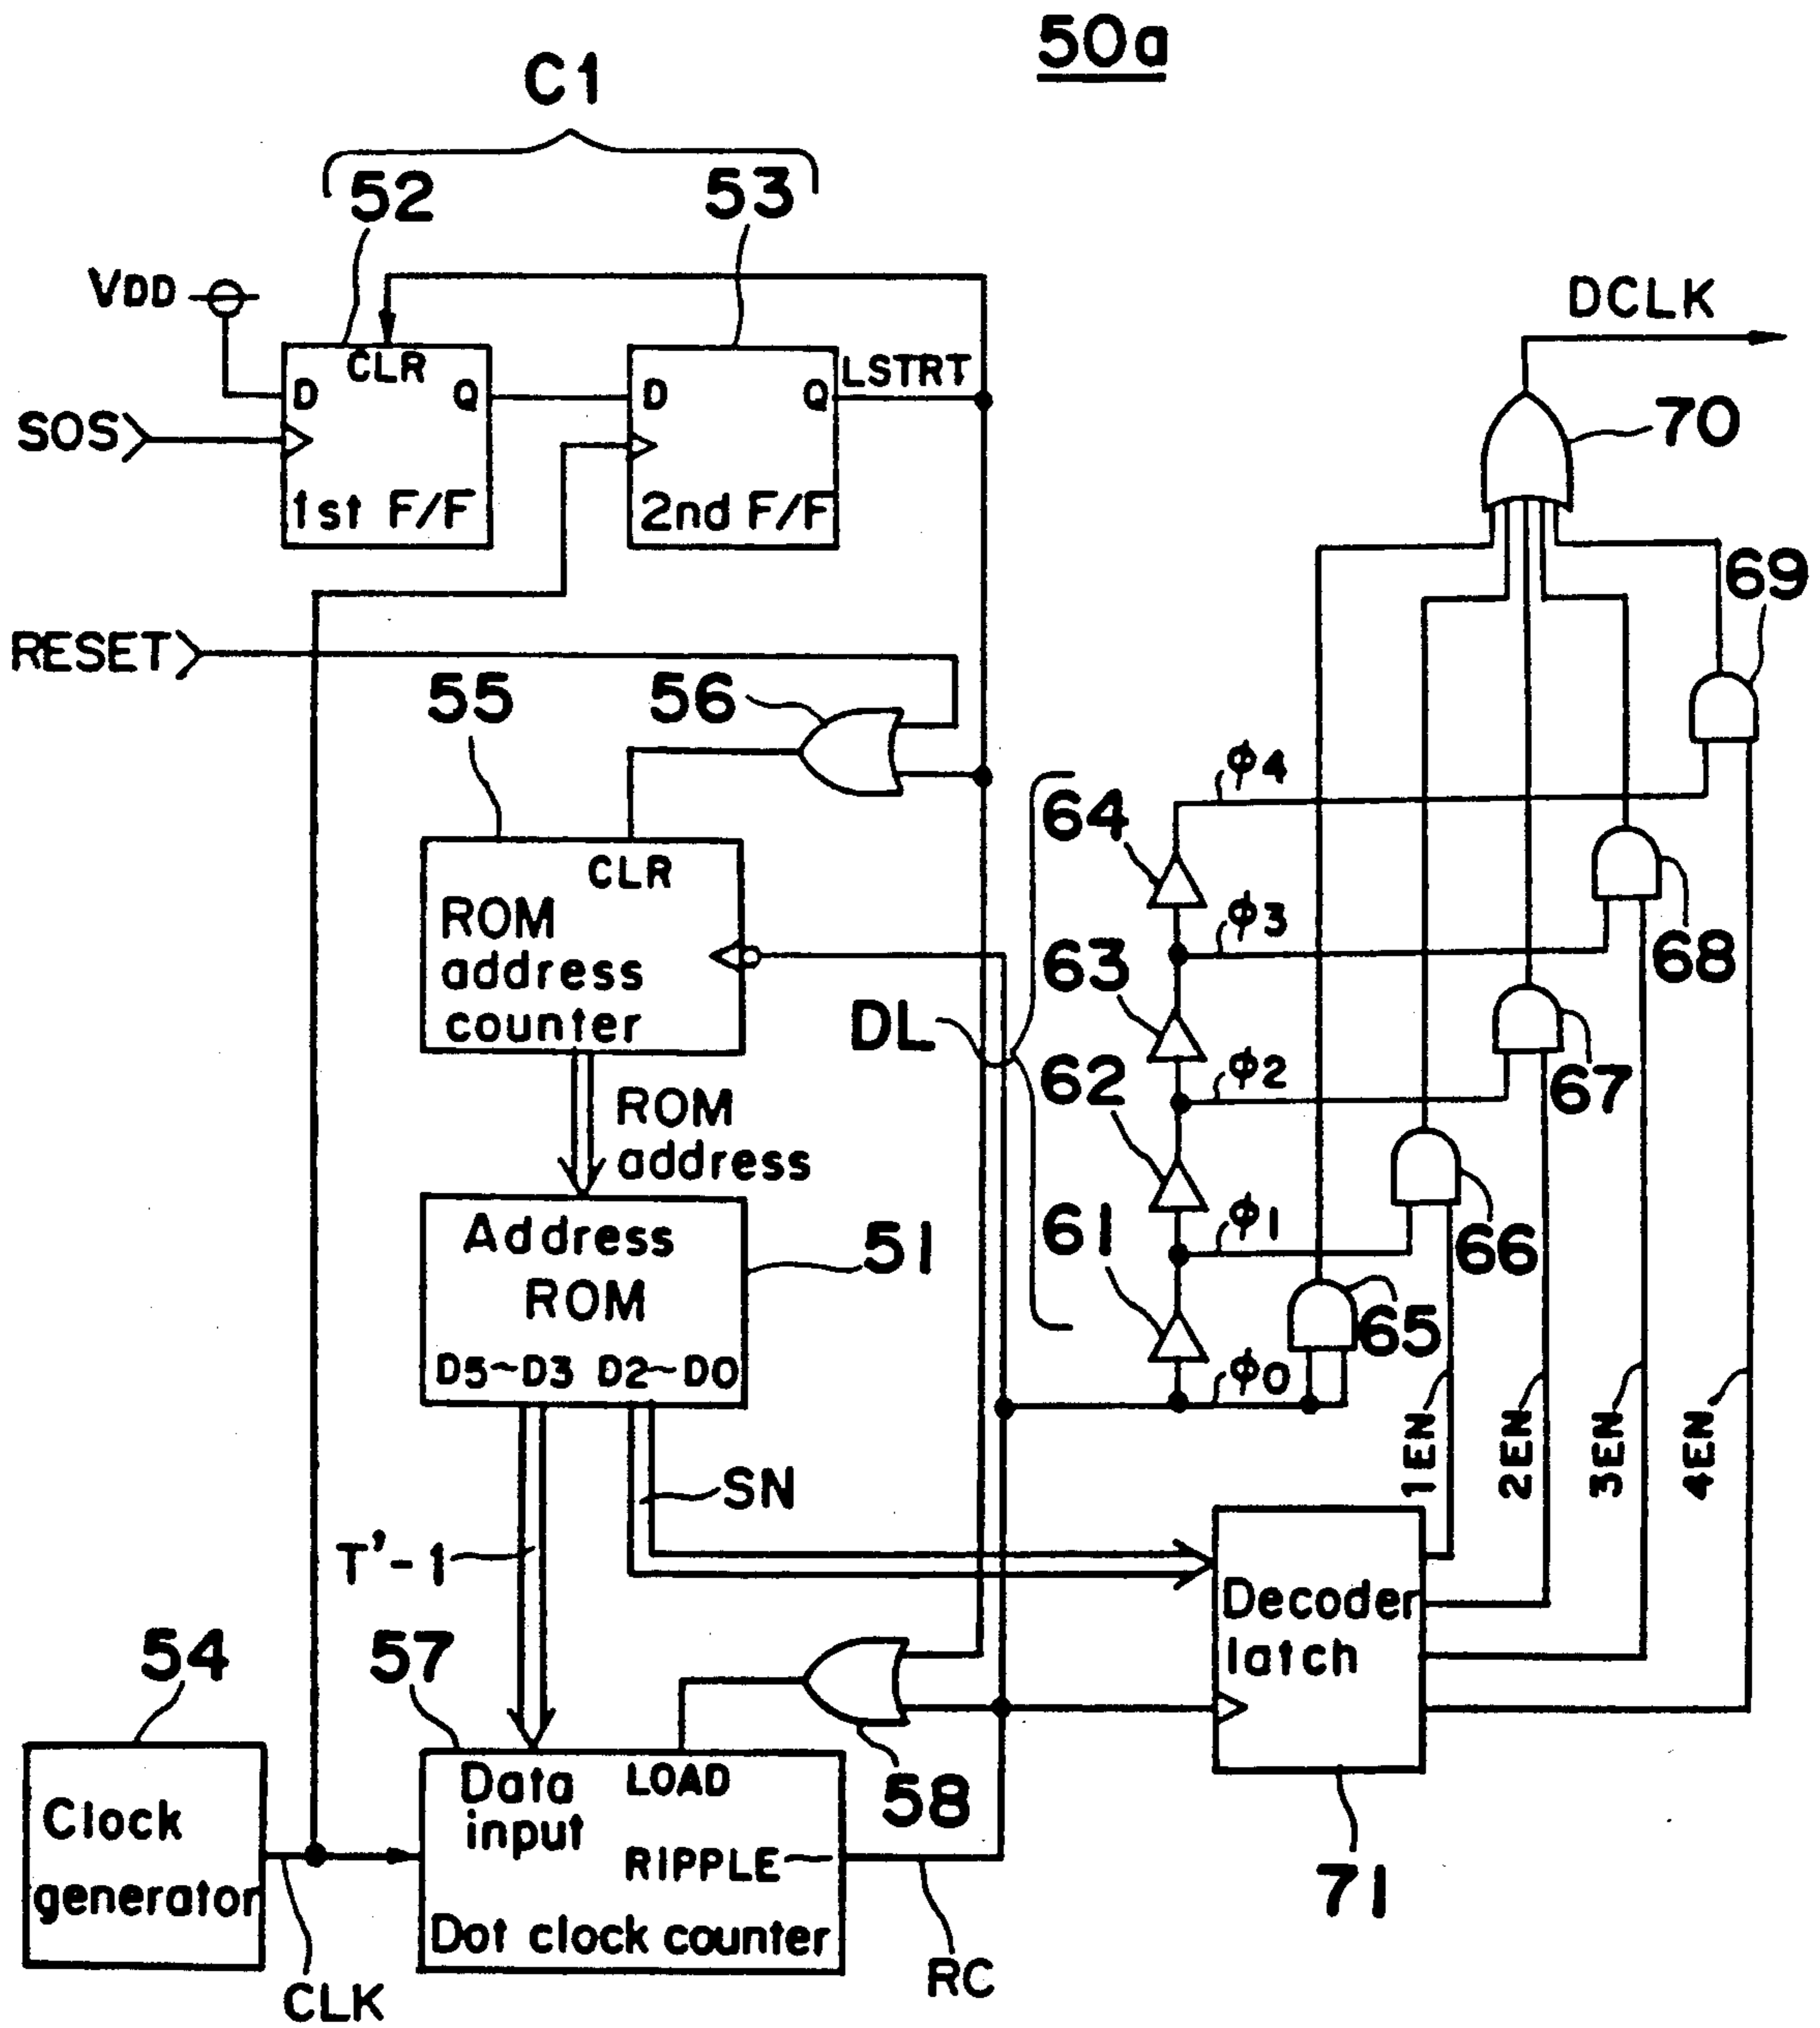 50a
C1
52
53
VDD
DCLK
CLR
D
Q
D
Q
LSTRT
SOS
70
1st F/F
2nd F/F
69
RESET
55
56
ϕ4
64
CLR
ROM
address
counter
ϕ3
63
68
DL
ϕ2
62
67
ROM
address
ϕ1
61
66
Address
ROM
51
65
D5~D3 D2~D0
ϕ0
1EN
2EN
3EN
4EN
SN
T'-1
Decoder
latch
54
57
58
Data
input
LOAD
Clock
generator
RIPPLE
71
Dot clock counter
CLK
RC